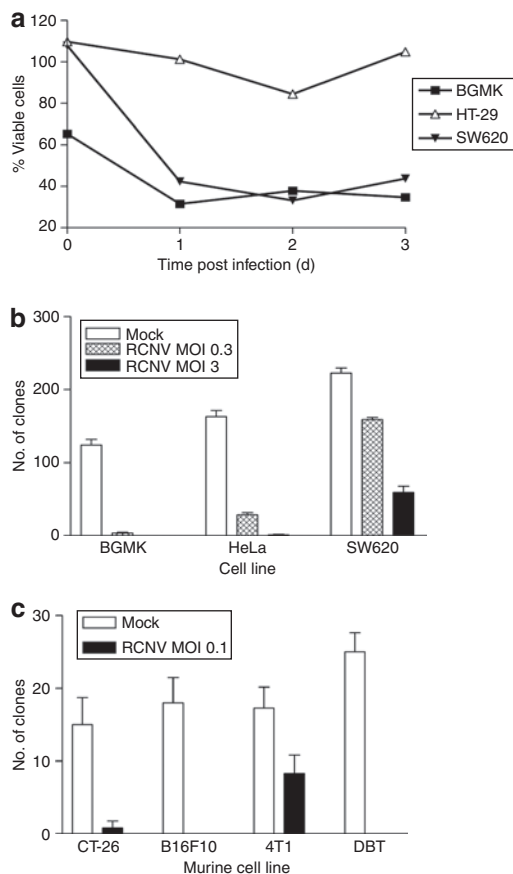 a
120
100
80
60
40
20
% Viable cells
0 1 2 3
Time post infection (d)
BGMK
HT-29
SW620
b
300
200
100
0
No. of clones
Mock
RCNV MOI 0.3
RCNV MOI 3
BGMK HeLa SW620
Cell line
c
30
20
10
0
No. of clones
Mock
RCNV MOI 0.1
CT-26 B16F10 4T1 DBT
Murine cell line